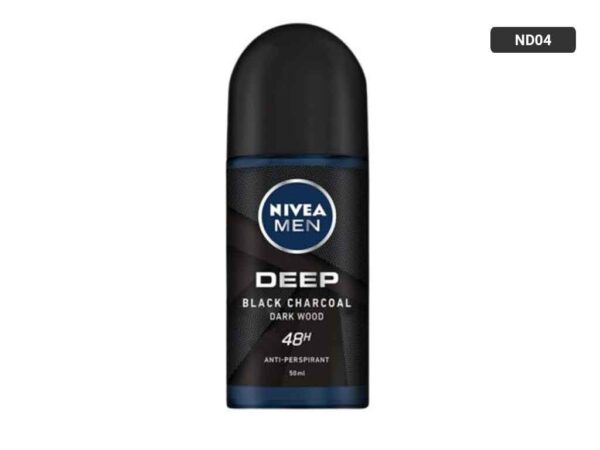 ND04
NIVEA
MEN
DEEP
BLACK CHARCOAL
DARK WOOD
48H
ANTI-PERSPIRANT
50ml